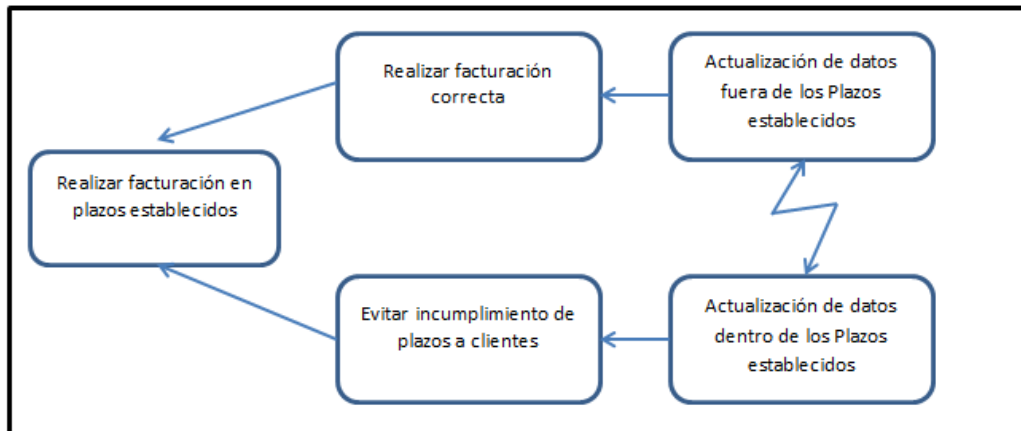 Realizar facturación
correcta
Actualización de datos
fuera de los Plazos
establecidos
Realizar facturación en
plazos establecidos
Evitar incumplimiento de
plazos a clientes
Actualización de datos
dentro de los Plazos
establecidos